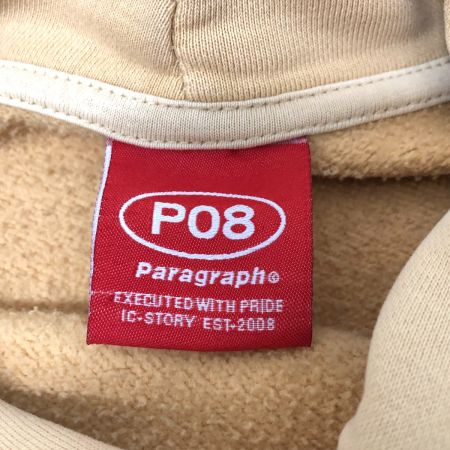 P08
Paragraph®
EXECUTED WITH PRIDE
IC-STORY EST-2008